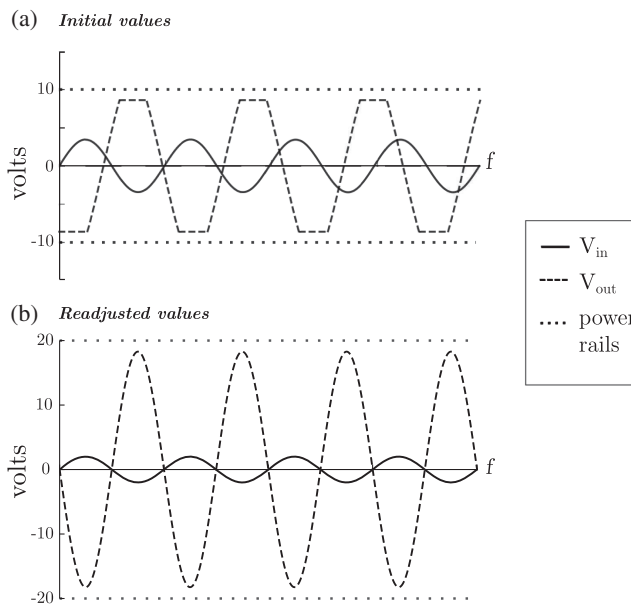 (a) Initial values
10
0
-10
volts
f
V_in
V_out
power
rails
(b) Readjusted values
20
10
0
-10
-20
volts
f